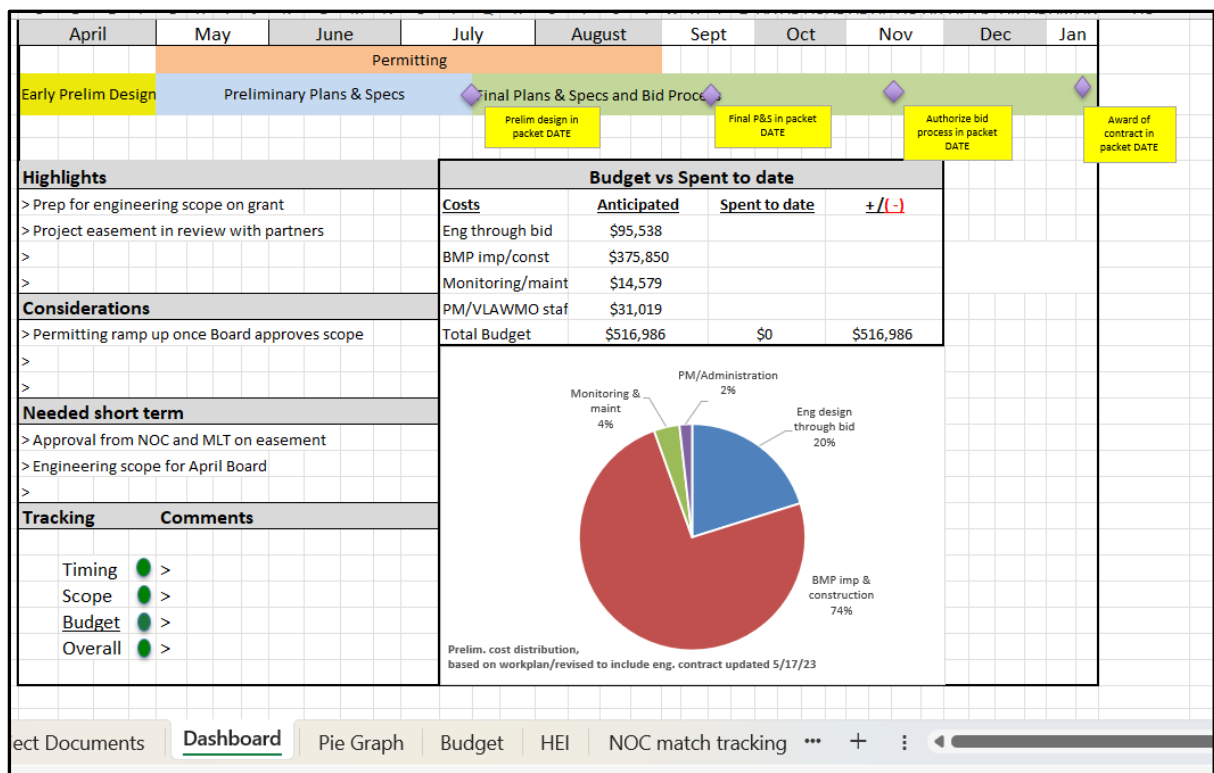 April May June July August Sept Oct Nov Dec Jan
Permitting
Early Prelim Design Preliminary Plans & Specs Final Plans & Specs and Bid Process
Prelim design in
packet DATE
Final P&S in packet
DATE
Authorize bid
process in packet
DATE
Award of
contract in
packet DATE
Highlights
> Prep for engineering scope on grant
> Project easement in review with partners
>
>
Considerations
> Permitting ramp up once Board approves scope
>
>
Needed short term
> Approval from NOC and MLT on easement
> Engineering scope for April Board
>
Tracking Comments
Timing >
Scope >
Budget >
Overall >
Budget vs Spent to date
Costs Anticipated Spent to date +/(-)
Eng through bid $95,538
BMP imp/const $375,850
Monitoring/maint $14,579
PM/VLAWMO staf $31,019
Total Budget $516,986 $0 $516,986
PM/Administration
2%
Monitoring &
maint
4%
Eng design
through bid
20%
BMP imp &
construction
74%
Prelim. cost distribution,
based on workplan/revised to include eng. contract updated 5/17/23
ect Documents Dashboard Pie Graph Budget HEI NOC match tracking ••• +